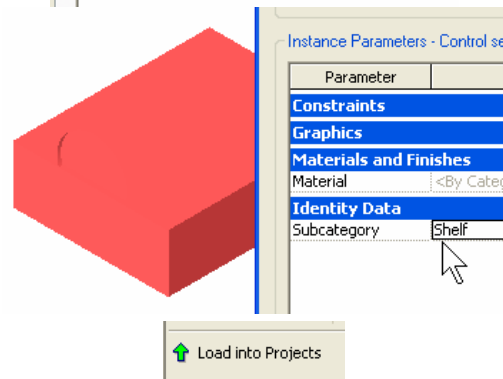 Instance Parameters - Control se
Parameter
Constraints
Graphics
Materials and Finishes
Material <By Categ
Identity Data
Subcategory Shelf
Load into Projects